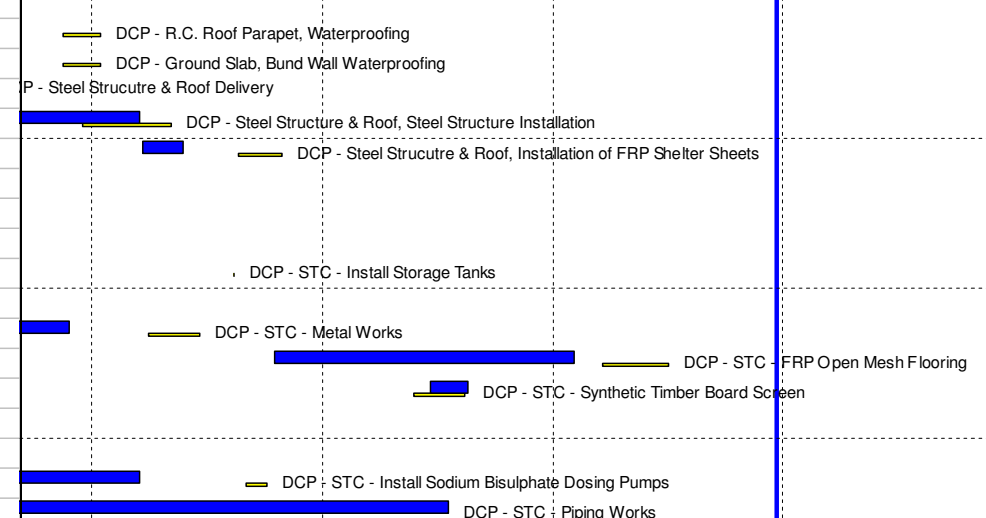 DCP - R.C. Roof Parapet, Waterproofing
DCP - Ground Slab, Bund Wall Waterproofing
P - Steel Strucutre & Roof Delivery
DCP - Steel Structure & Roof, Steel Structure Installation
DCP - Steel Strucutre & Roof, Installation of FRP Shelter Sheets
DCP - STC - Install Storage Tanks
DCP - STC - Metal Works
DCP - STC - FRP Open Mesh Flooring
DCP - STC - Synthetic Timber Board Screen
DCP - STC - Install Sodium Bisulphate Dosing Pumps
DCP - STC - Piping Works